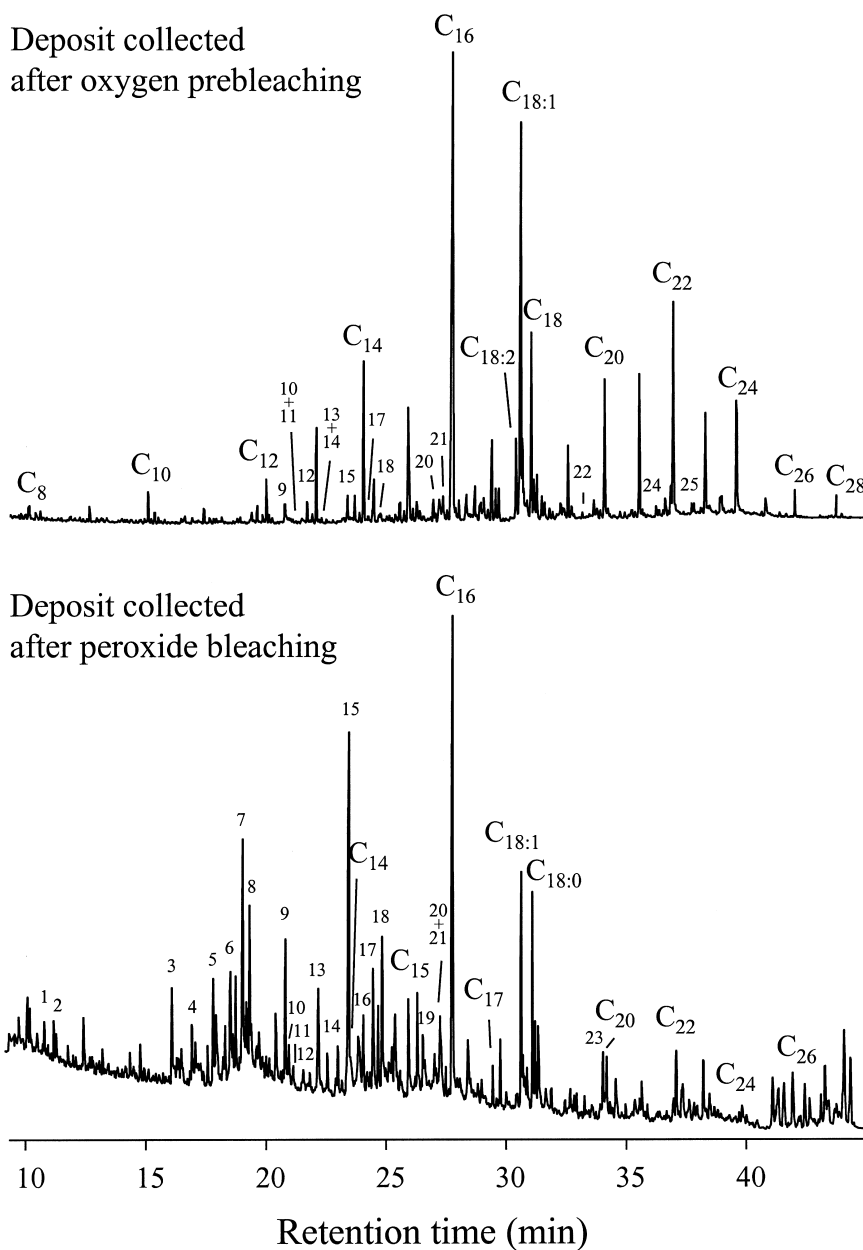 Deposit collected
after oxygen prebleaching
C16
C18:1
C22
C18
C14
C18:2
C20
C24
10
+
11
13
+
14
17
21
C12
C10
12
15
18
20
22
24
25
C26
C28
C8
9
Deposit collected
after peroxide bleaching
C16
15
7
C14
C18:1
C18:0
8
9
20
+
21
18
6
5
17
C15
3
13
1
2
4
10
11
12
14
16
19
C17
23
C20
C22
C24
C26
10 15 20 25 30 35 40
Retention time (min)